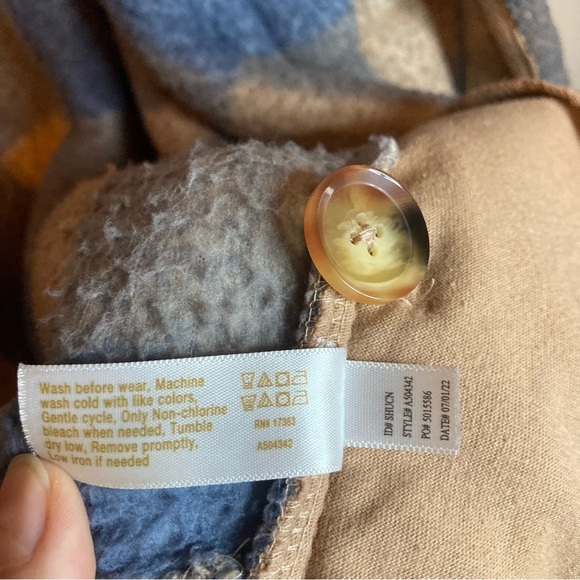 Wash before wear, Machine
wash cold with like colors,
Gentle cycle, Only Non-chlorine
bleach when needed, Tumble
dry low, Remove promptly,
Low iron if needed
RN# 17363
A504342
ID# SHUCN
STYLE# A504342
PO# 5015586
DATE# 07/01/22